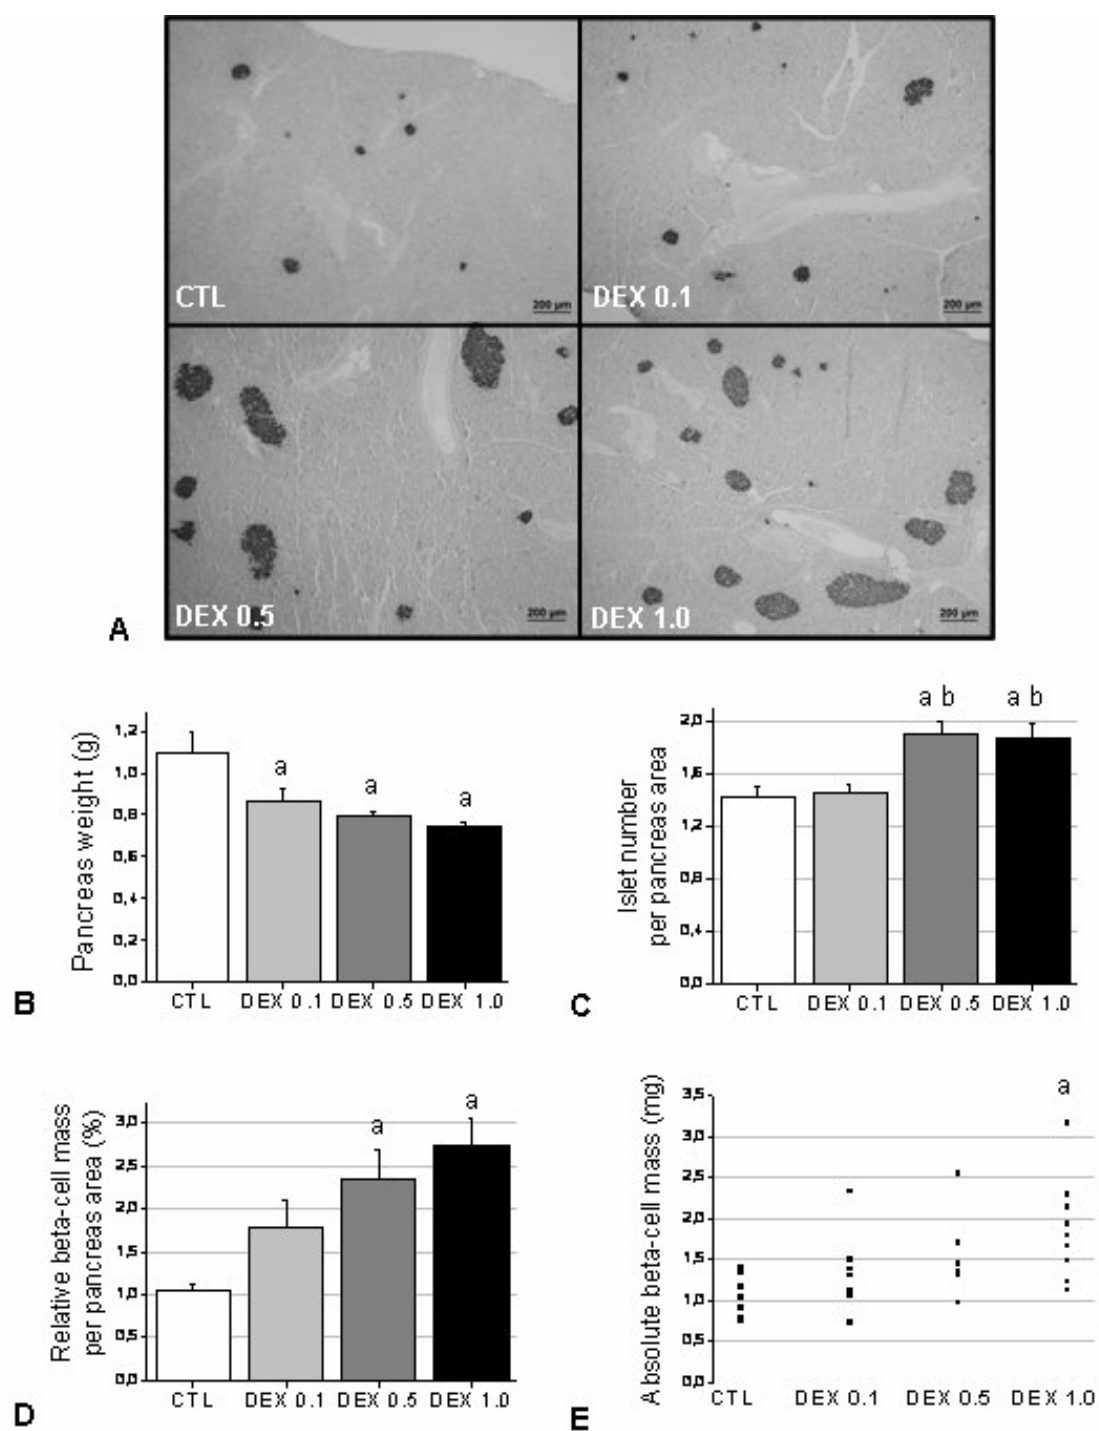 CTL
200 µm
DEX 0.1
200 µm
DEX 0.5
200 µm
DEX 1.0
200 µm
A
Pancreas weight (g)
1,2
1,0
0,8
0,6
0,4
0,2
0,0
a
a
a
CTL DEX 0.1 DEX 0.5 DEX 1.0
B
Islet number
per pancreas area
2,0
1,6
1,2
0,8
0,4
0,0
a b
a b
CTL DEX 0.1 DEX 0.5 DEX 1.0
C
Relative beta-cell mass
per pancreas area (%)
3,0
2,5
2,0
1,5
1,0
0,5
0,0
a
a
CTL DEX 0.1 DEX 0.5 DEX 1.0
D
Absolute beta-cell mass (mg)
3,5
3,0
2,5
2,0
1,5
1,0
0,5
0,0
a
CTL DEX 0.1 DEX 0.5 DEX 1.0
E